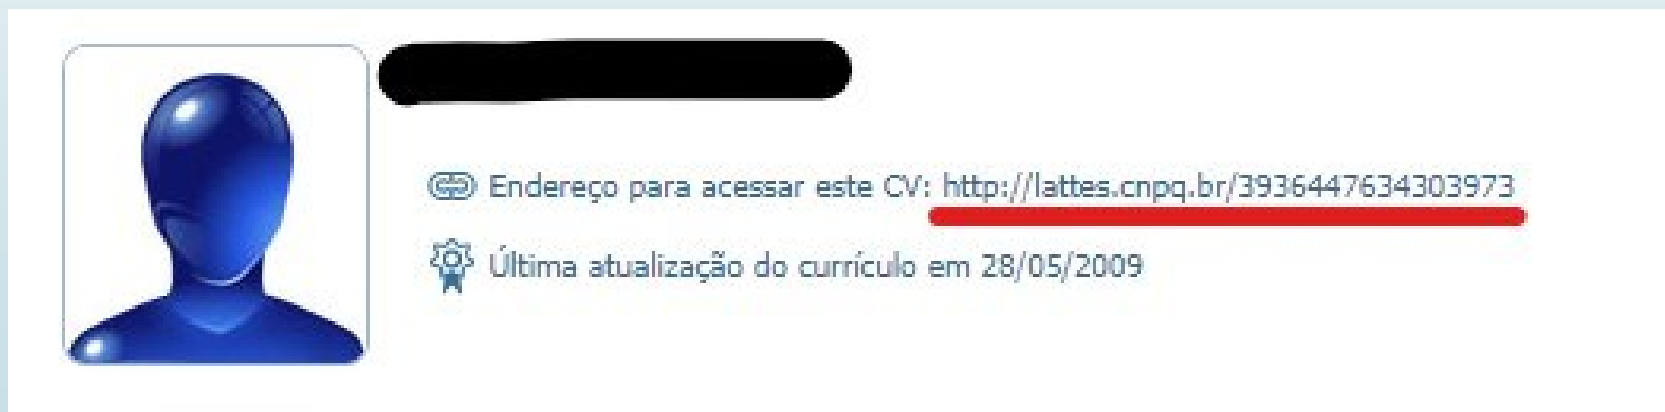 Endereço para acessar este CV: http://lattes.cnpq.br/3936447634303973
Última atualização do currículo em 28/05/2009